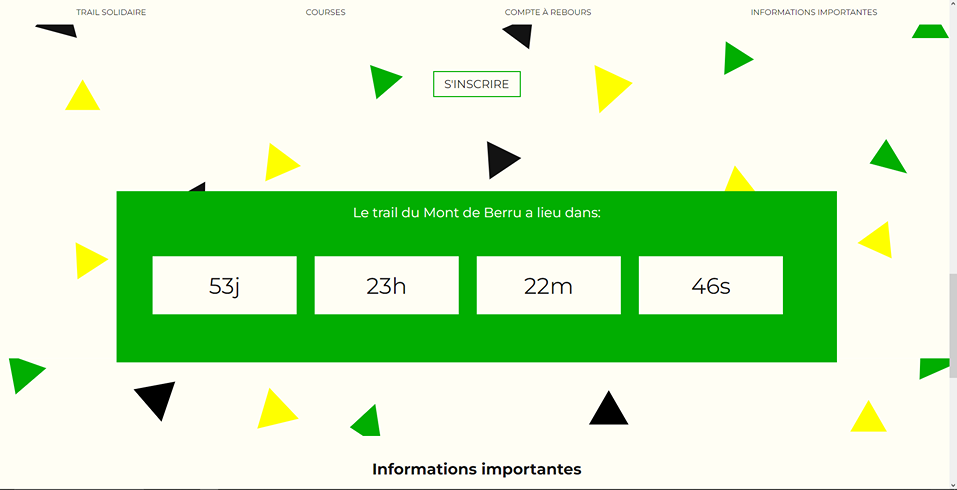 TRAIL SOLIDAIRE
COURSES
COMPTE À REBOURS
INFORMATIONS IMPORTANTES
S'INSCRIRE
Le trail du Mont de Berru a lieu dans:
53j
23h
22m
46s
Informations importantes